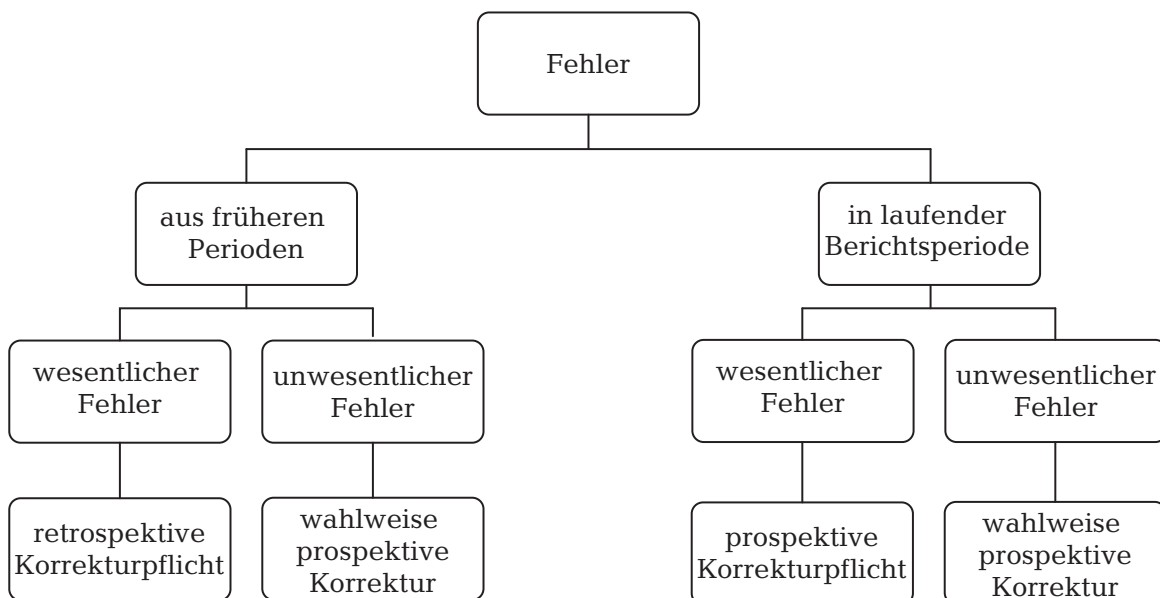 Fehler
aus früheren
Perioden
in laufender
Berichtsperiode
wesentlicher
Fehler
unwesentlicher
Fehler
wesentlicher
Fehler
unwesentlicher
Fehler
retrospektive
Korrekturpflicht
wahlweise
prospektive
Korrektur
prospektive
Korrekturpflicht
wahlweise
prospektive
Korrektur